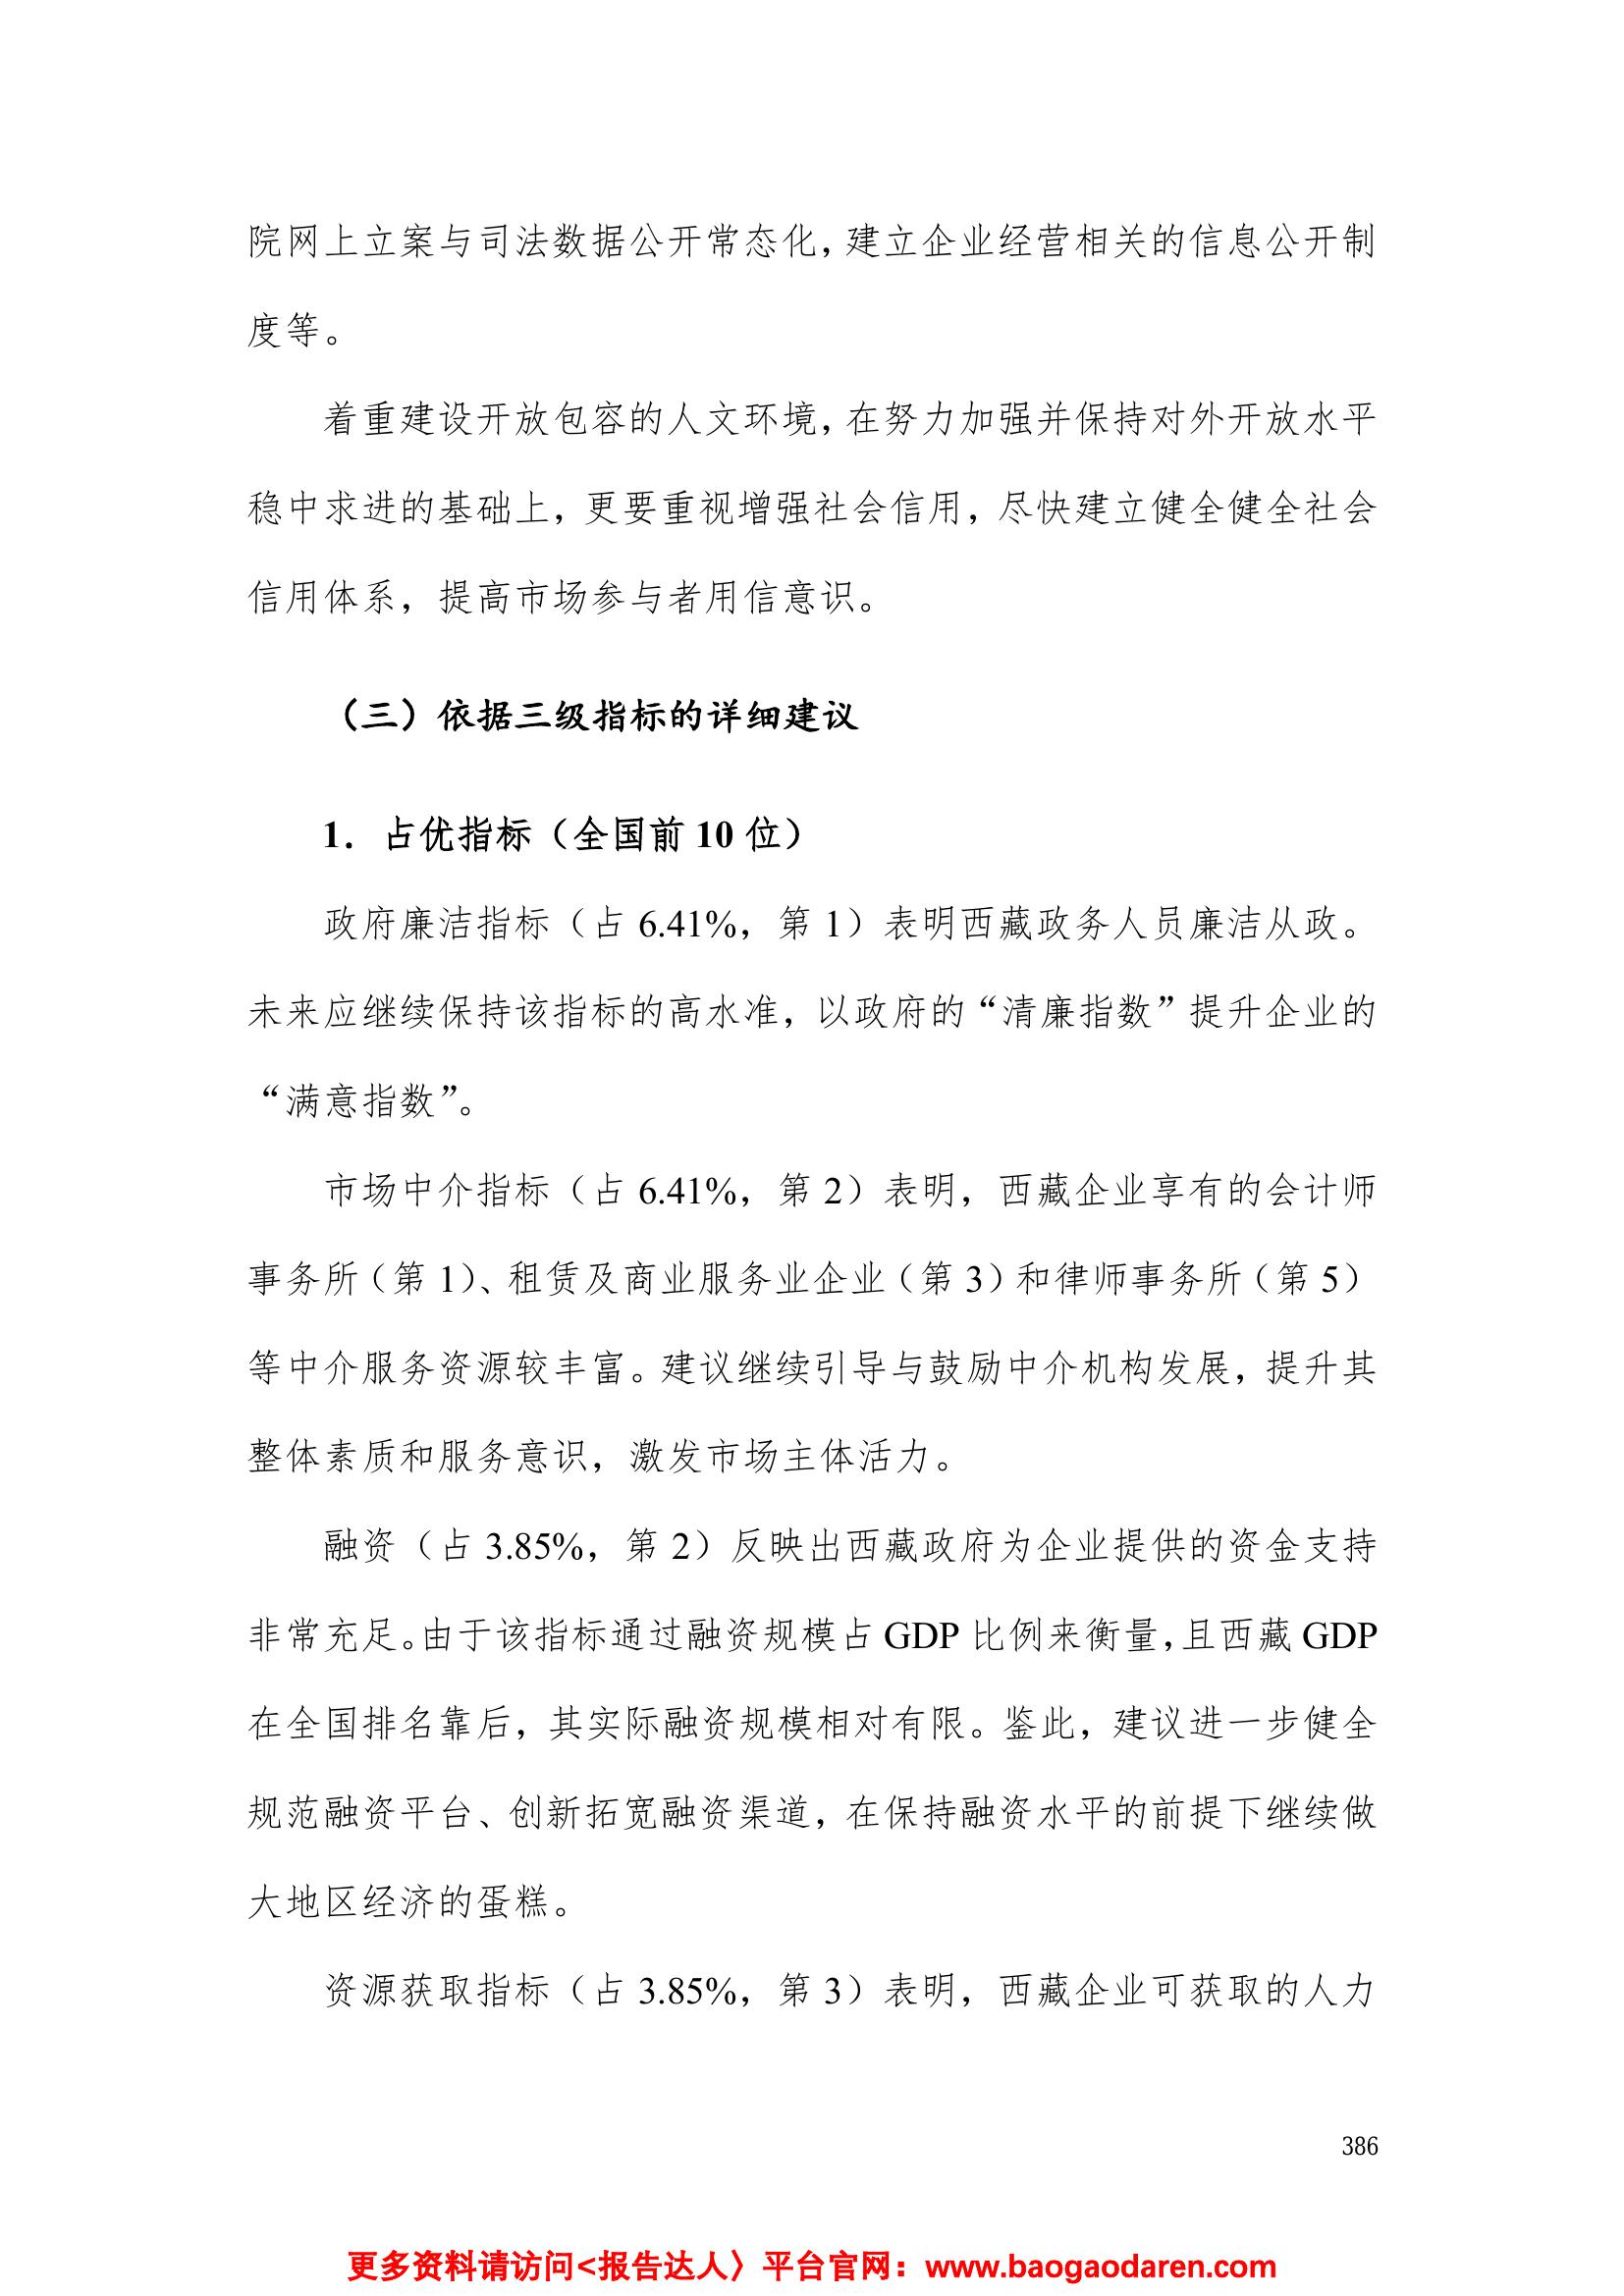 院网上立案与司法数据公开常态化，建立企业经营相关的信息公开制
度等。
着重建设开放包容的人文环境，在努力加强并保持对外开放水平
稳中求进的基础上，更要重视增强社会信用，尽快建立健全健全社会
信用体系，提高市场参与者用信意识。
（三）依据三级指标的详细建议
1．占优指标（全国前 10 位）
政府廉洁指标（占 6.41%，第 1）表明西藏政务人员廉洁从政。
未来应继续保持该指标的高水准，以政府的“清廉指数”提升企业的
“满意指数”。
市场中介指标（占 6.41%，第 2）表明，西藏企业享有的会计师
事务所（第 1）、租赁及商业服务业企业（第 3）和律师事务所（第 5）
等中介服务资源较丰富。建议继续引导与鼓励中介机构发展，提升其
整体素质和服务意识，激发市场主体活力。
融资（占 3.85%，第 2）反映出西藏政府为企业提供的资金支持
非常充足。由于该指标通过融资规模占 GDP 比例来衡量，且西藏 GDP
在全国排名靠后，其实际融资规模相对有限。鉴此，建议进一步健全
规范融资平台、创新拓宽融资渠道，在保持融资水平的前提下继续做
大地区经济的蛋糕。
资源获取指标（占 3.85%，第 3）表明，西藏企业可获取的人力
386
更多资料请访问<报告达人〉平台官网：www.baogaodaren.com